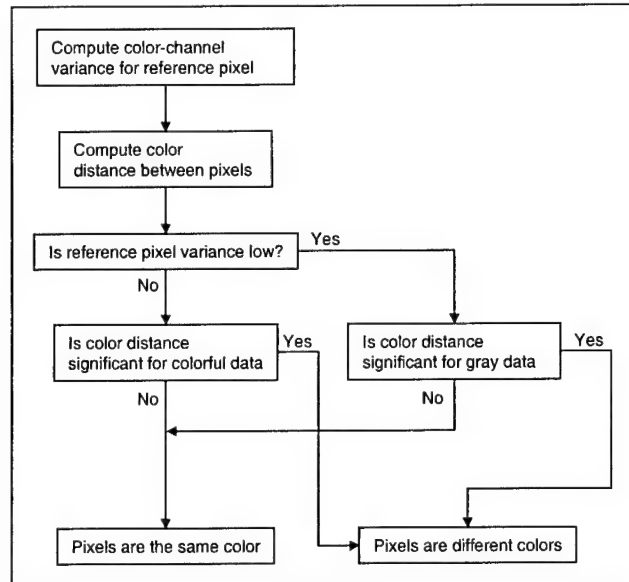 Compute color-channel
variance for reference pixel
Compute color
distance between pixels
Is reference pixel variance low?
Yes
No
Is color distance
significant for colorful data
Yes
Is color distance
significant for gray data
Yes
No
No
Pixels are the same color
Pixels are different colors